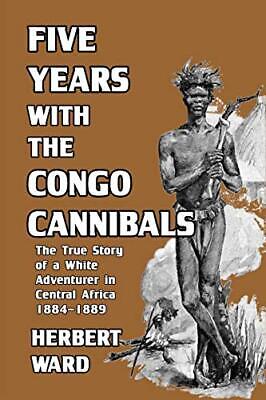 FIVE
YEARS
WITH
THE
CONGO
CANNIBALS
The True Story
of a White
Adventurer in
Central Africa
1884-1889
HERBERT
WARD